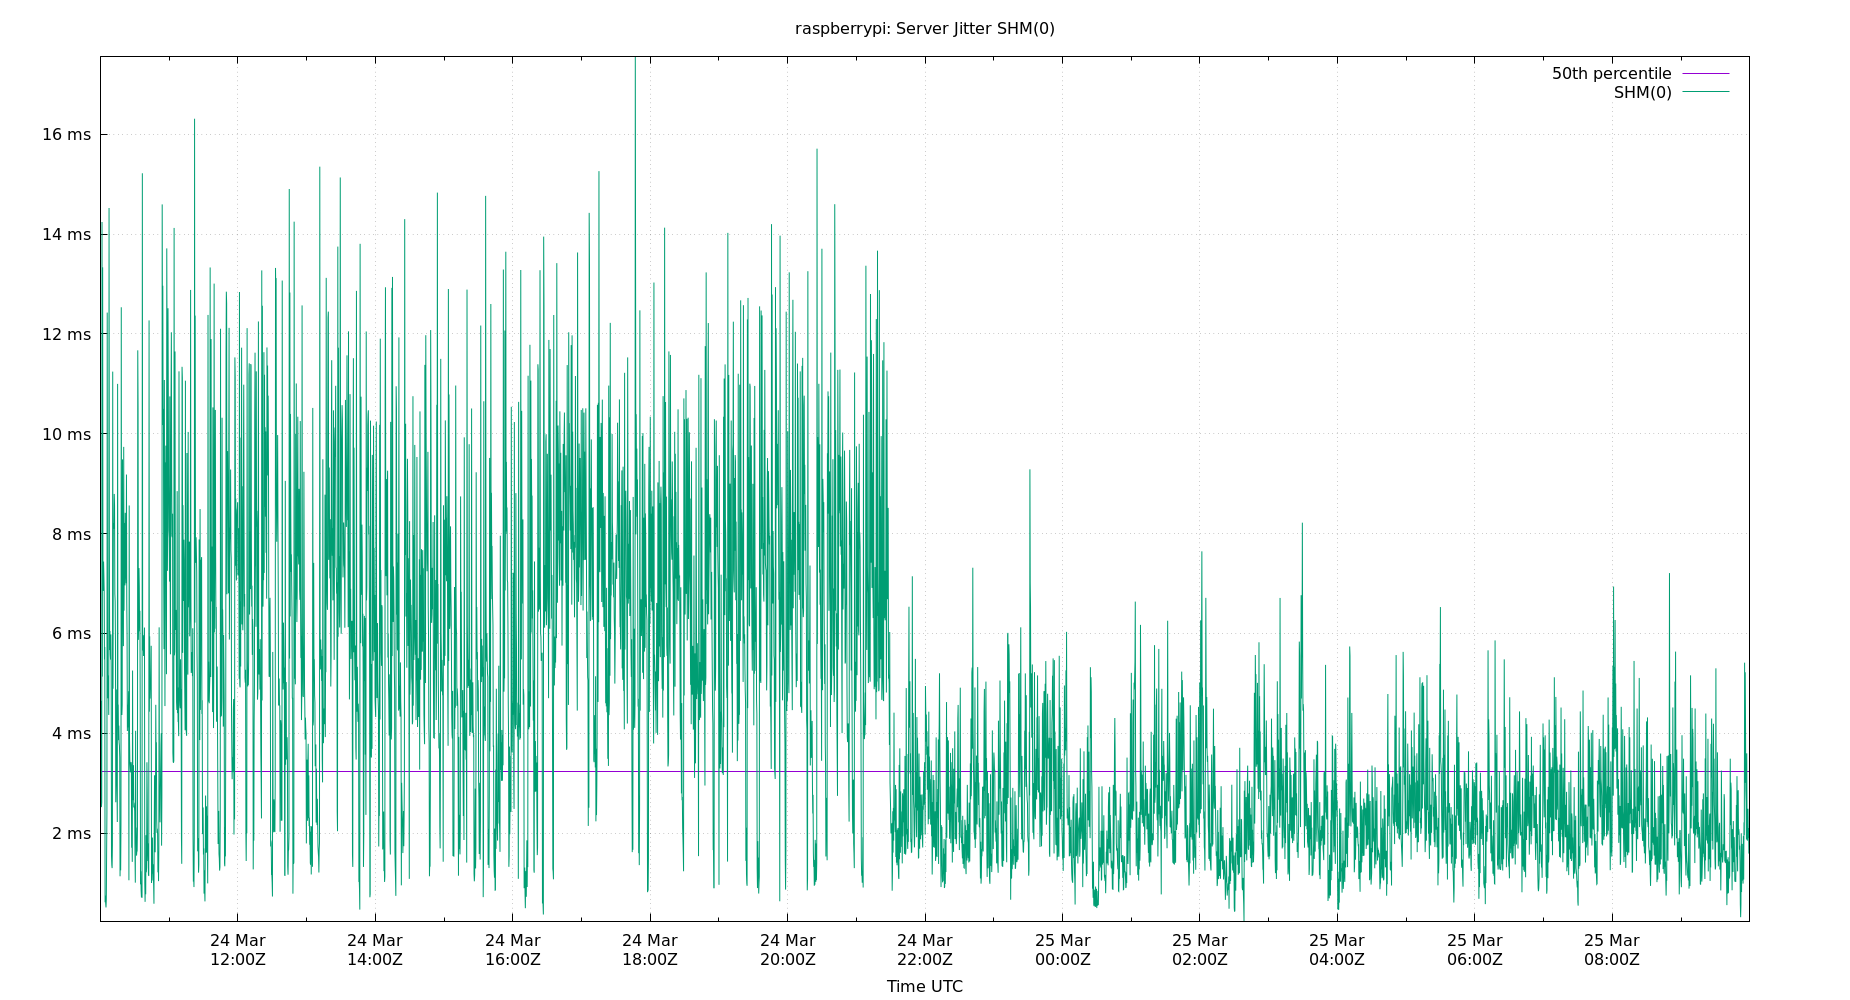 raspberrypi: Server Jitter SHM(0)
50th percentile
SHM(0)
16 ms
14 ms
12 ms
10 ms
8 ms
6 ms
4 ms
2 ms
24 Mar 24 Mar 24 Mar 24 Mar 24 Mar 24 Mar 25 Mar 25 Mar 25 Mar 25 Mar 25 Mar
12:00Z 14:00Z 16:00Z 18:00Z 20:00Z 22:00Z 00:00Z 02:00Z 04:00Z 06:00Z 08:00Z
Time UTC